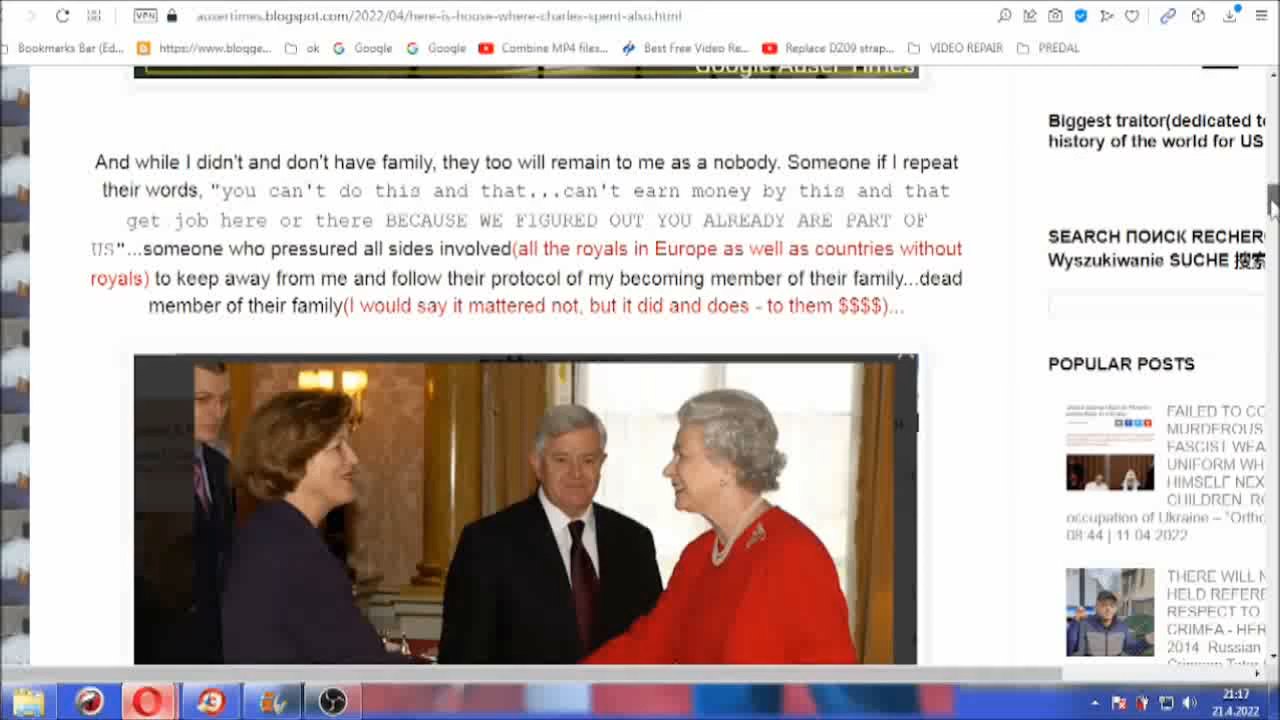 VPN auxertimes.blogspot.com/2022/04/here-is-house-where-charles-spent-also.html
Bookmarks Bar (Ed... https://www.blogge... ok Google Google Combine MP4 files... Best Free Video Re... Replace D209 strap... VIDEO REPAIR PREDAL
Google Auser Times
And while I didn't and don't have family, they too will remain to me as a nobody. Someone if I repeat
their words, "you can't do this and that...can't earn money by this and that
get job here or there BECAUSE WE FIGURED OUT YOU ALREADY ARE PART OF
US"...someone who pressured all sides involved(all the royals in Europe as well as countries without
royals) to keep away from me and follow their protocol of my becoming member of their family...dead
member of their family(I would say it mattered not, but it did and does - to them $$$$)...
Biggest traitor(dedicated to
history of the world for US
SEARCH ПОИСК RECHER
Wyszukiwanie SUCHE 搜索
POPULAR POSTS
FAILED TO CO
MURDEROUS
FASCIST WEA
UNIFORM WH
HIMSELF NEX
CHILDREN, RO
occupation of Ukraine – "Ortho
08:44 | 11 04 2022
THERE WILL N
HELD REFERE
RESPECT TO
CRIMEA - HER
2014 Russian
21:17
21.4.2022